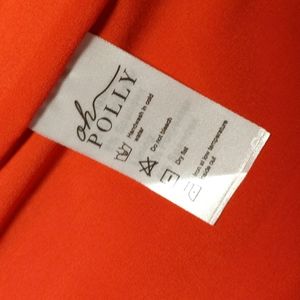 oh
POLLY
Handwash in cold
water
Do not bleach
Dry flat
Iron at low temperature
inside out